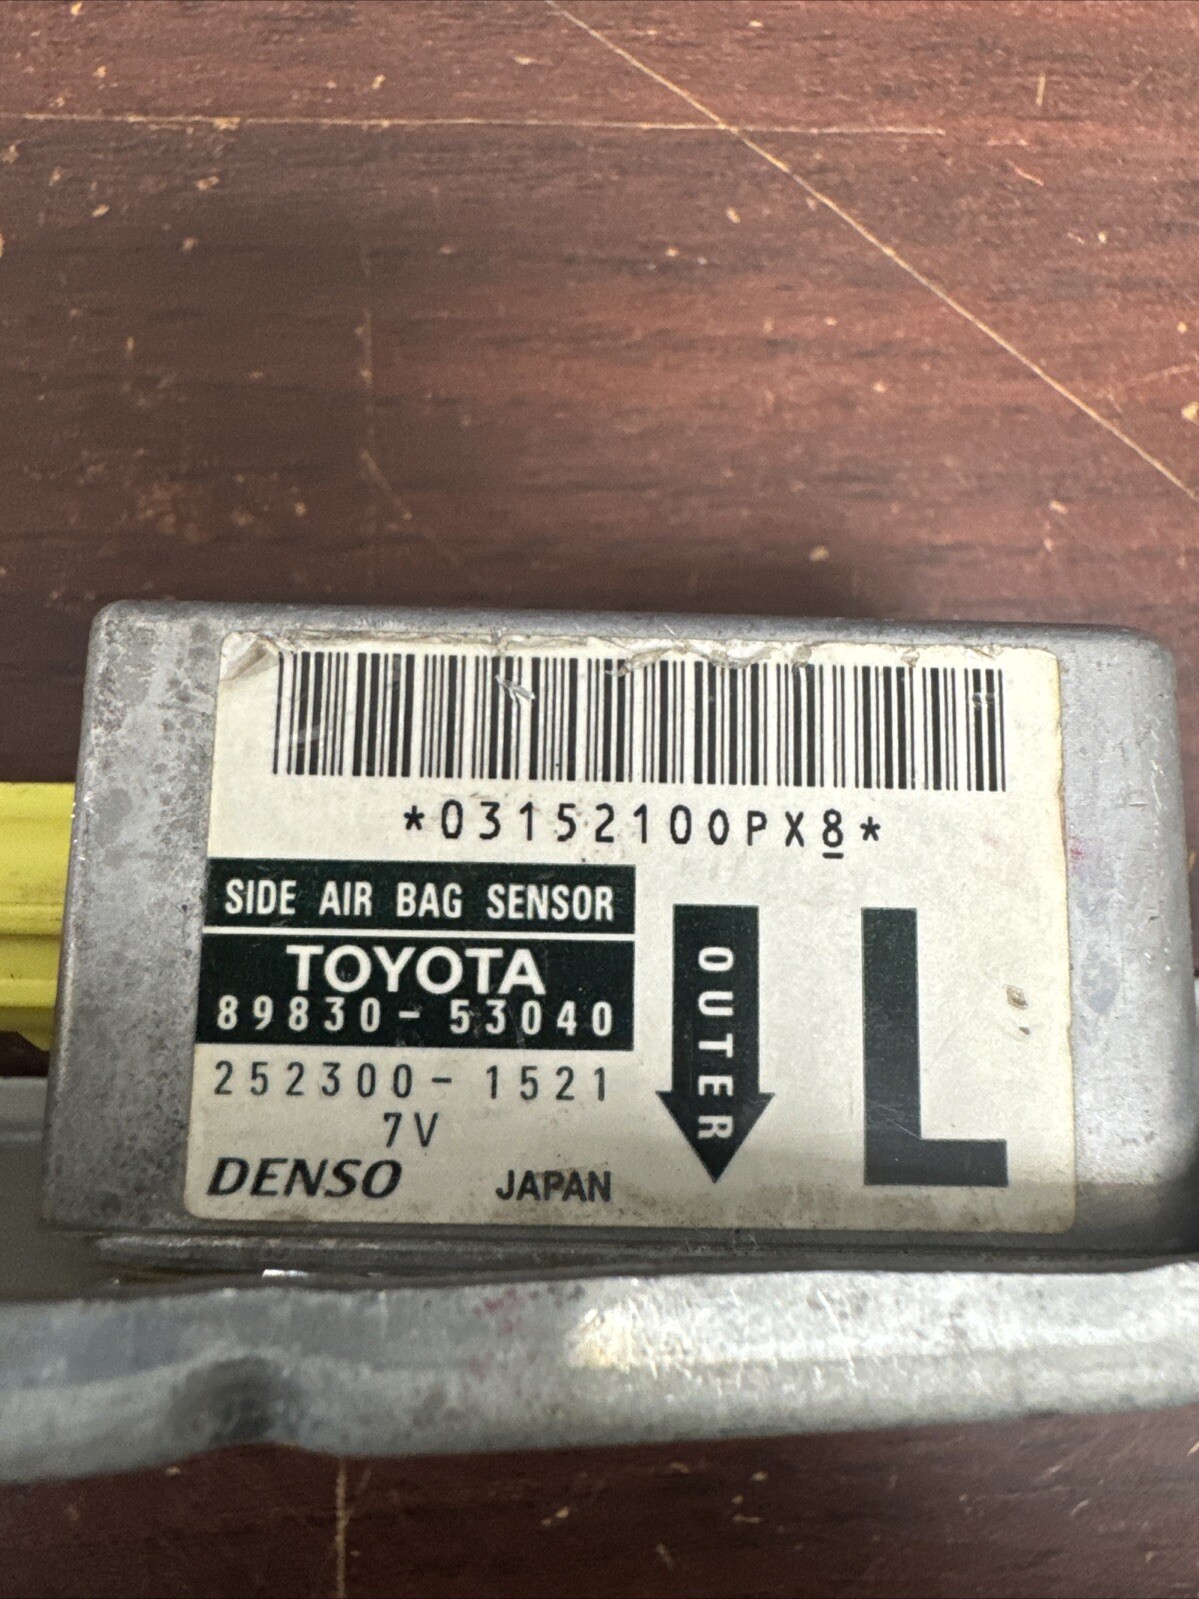 *03152100PX8*
SIDE AIR BAG SENSOR
TOYOTA
89830-53040
252300-1521
7V
DENSO JAPAN
OUTER
L